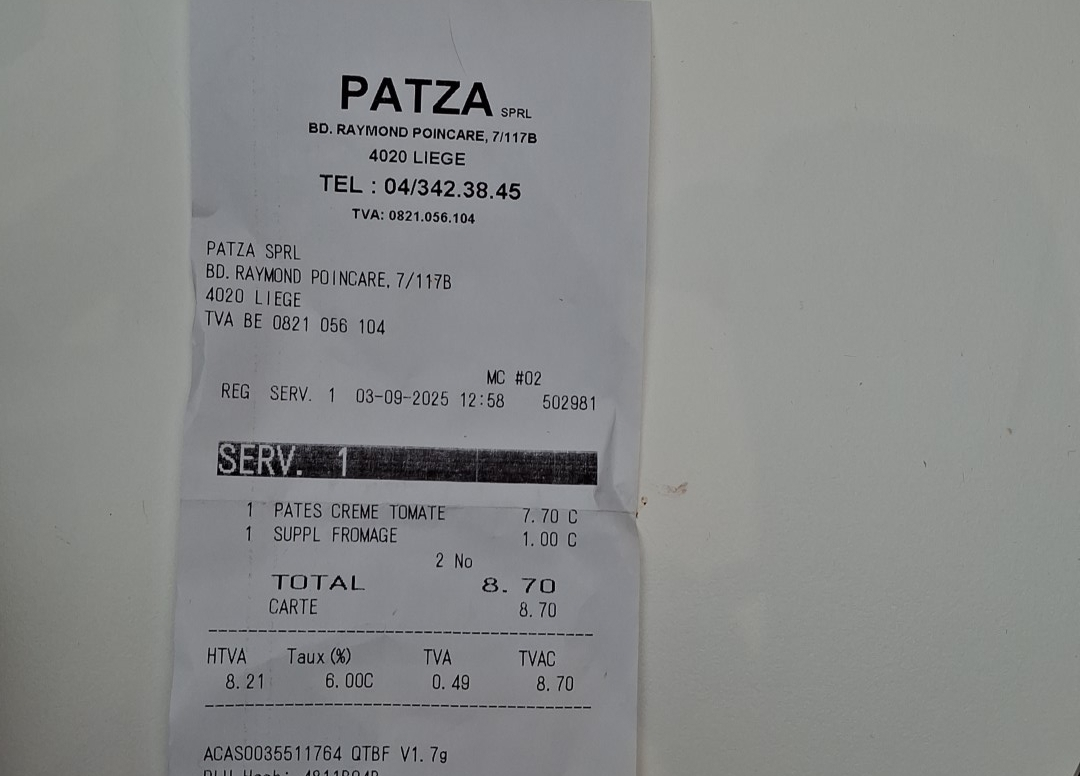 PATZA SPRL
BD. RAYMOND POINCARE, 7/117B
4020 LIEGE
TEL : 04/342.38.45
TVA: 0821.056.104
PATZA SPRL
BD. RAYMOND POINCARE, 7/117B
4020 LIEGE
TVA BE 0821 056 104
MC #02
REG SERV. 1 03-09-2025 12:58 502981
SERV. 1
1 PATES CREME TOMATE 7.70 C
1 SUPPL FROMAGE 1.00 C
2 No
TOTAL 8.70
CARTE 8.70
HTVA Taux (%) TVA TVAC
8.21 6.00C 0.49 8.70
ACAS0035511764 QTBF V1.7g